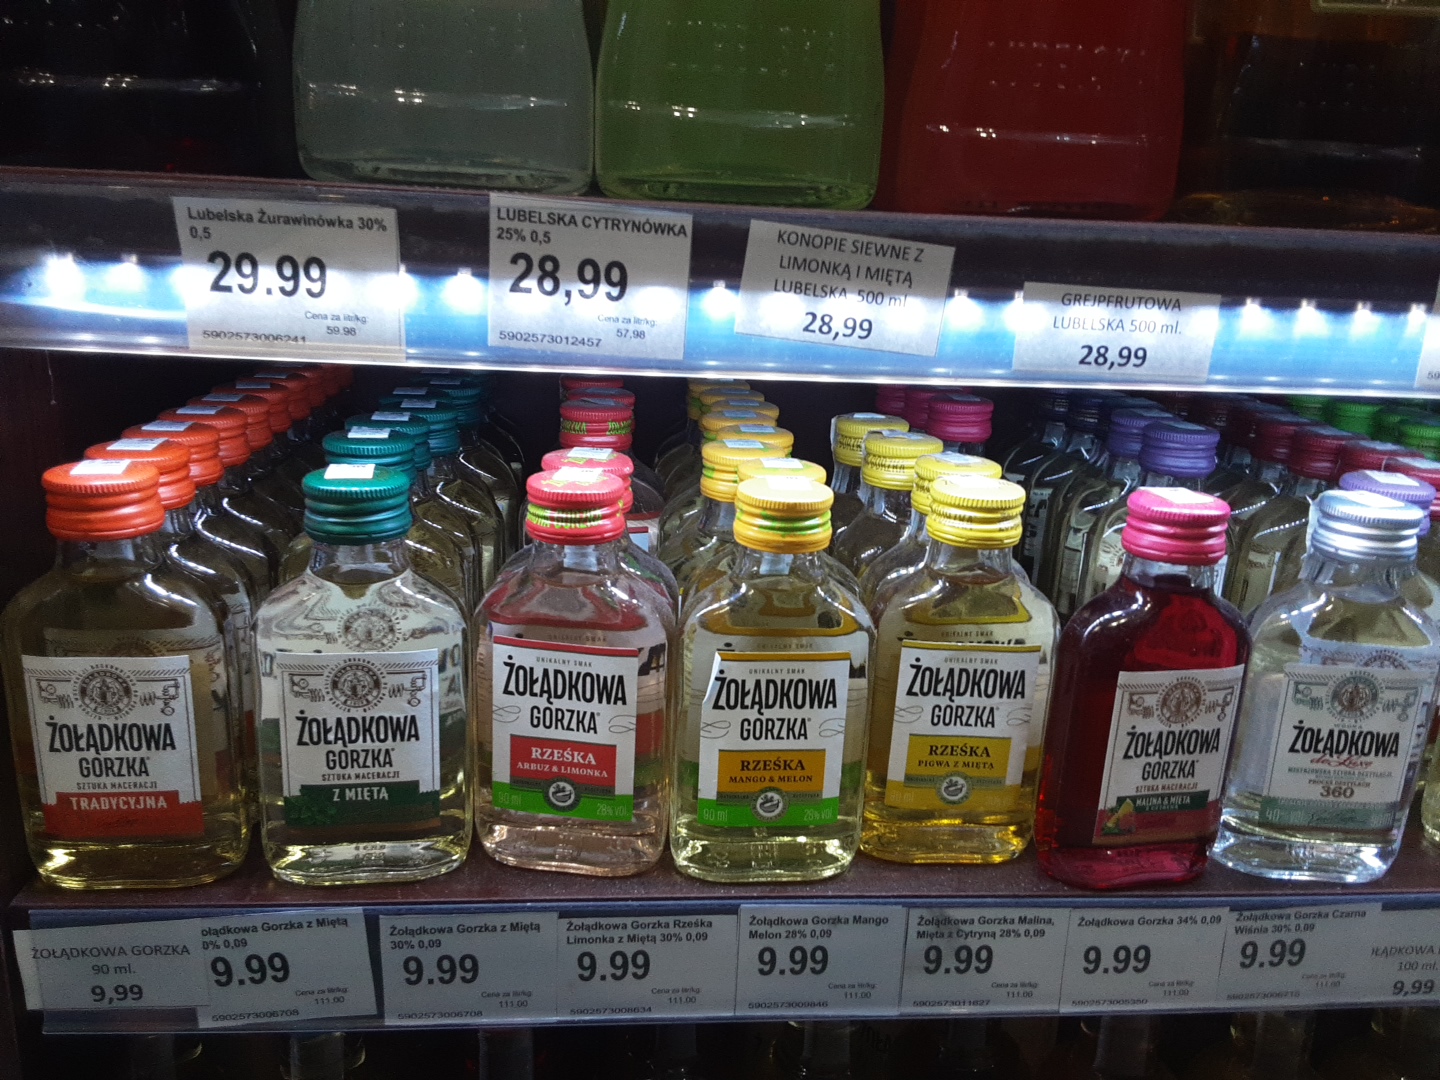 Lubelska Żurawinówka 30%
0,5
29.99
Cena za litr/kg:
59.98
5902573006241
LUBELSKA CYTRYNÓWKA
25% 0,5
28,99
Cena za litr/kg:
57.98
5902573012457
KONOPIE SIEWNE Z
LIMONKĄ I MIĘTĄ
LUBELSKA 500 ml
28,99
GREJPFRUTOWA
LUBELSKA 500 ml.
28,99
ŻOŁĄDKOWA
GORZKA
SZTUKA MACERACJI
TRADYCYJNA
ŻOŁĄDKOWA
GORZKA
SZTUKA MACERACJI
Z MIĘTĄ
UNIKALNY SMAK
ŻOŁĄDKOWA
GORZKA
RZEŚKA
ARBUZ & LIMONKA
90 ml 28% vol.
UNIKALNY SMAK
ŻOŁĄDKOWA
GORZKA
RZEŚKA
MANGO & MELON
90 ml 28% vol.
UNIKALNY SMAK
ŻOŁĄDKOWA
GORZKA
RZEŚKA
PIGWA Z MIĘTĄ
ŻOŁĄDKOWA
GORZKA
SZTUKA MACERACJI
MALINA & MIĘTA
ŻOŁĄDKOWA
de Luxe
360
ŻOŁĄDKOWA GORZKA
90 ml.
9,99
ołądkowa Gorzka z Miętą
0% 0,09
9.99
Cena za litr/kg:
111.00
5902573006708
Żołądkowa Gorzka z Miętą
30% 0,09
9.99
Cena za litr/kg:
111.00
5902573006708
Żołądkowa Gorzka Rześka
Limonka z Miętą 30% 0,09
9.99
Cena za litr/kg:
111.00
5902573008634
Żołądkowa Gorzka Mango
Melon 28% 0,09
9.99
Cena za litr/kg:
111.00
5902573009846
Żołądkowa Gorzka Malina,
Mięta z Cytryną 28% 0,09
9.99
Cena za litr/kg:
111.00
5902573011627
Żołądkowa Gorzka 34% 0,09
9.99
Cena za litr/kg:
111.00
5902573005350
Żołądkowa Gorzka Czarna
Wiśnia 30% 0,09
9.99
Cena za litr/kg:
111.00
ŁĄDKOWA
100 ml.
9,99